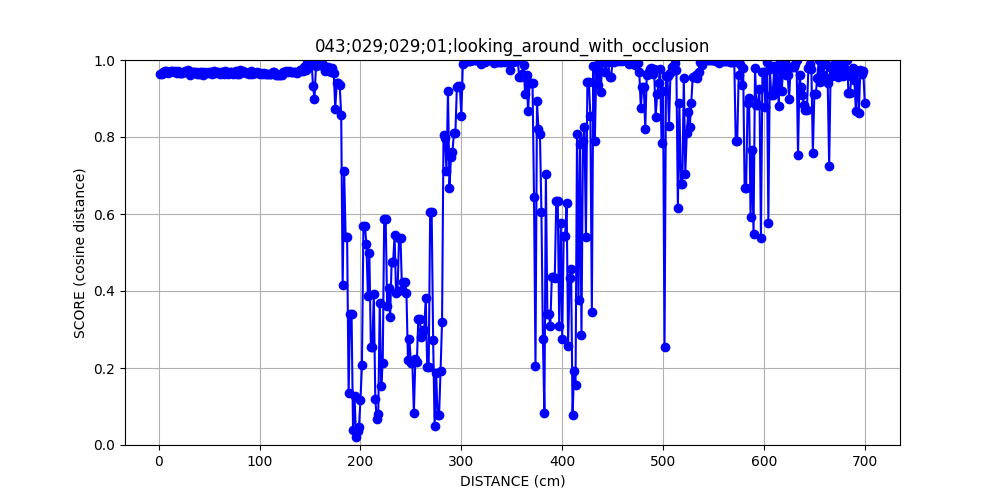 043;029;029;01;looking_around_with_occlusion
1.0
0.8
0.6
0.4
0.2
0.0
SCORE (cosine distance)
0 100 200 300 400 500 600 700
DISTANCE (cm)